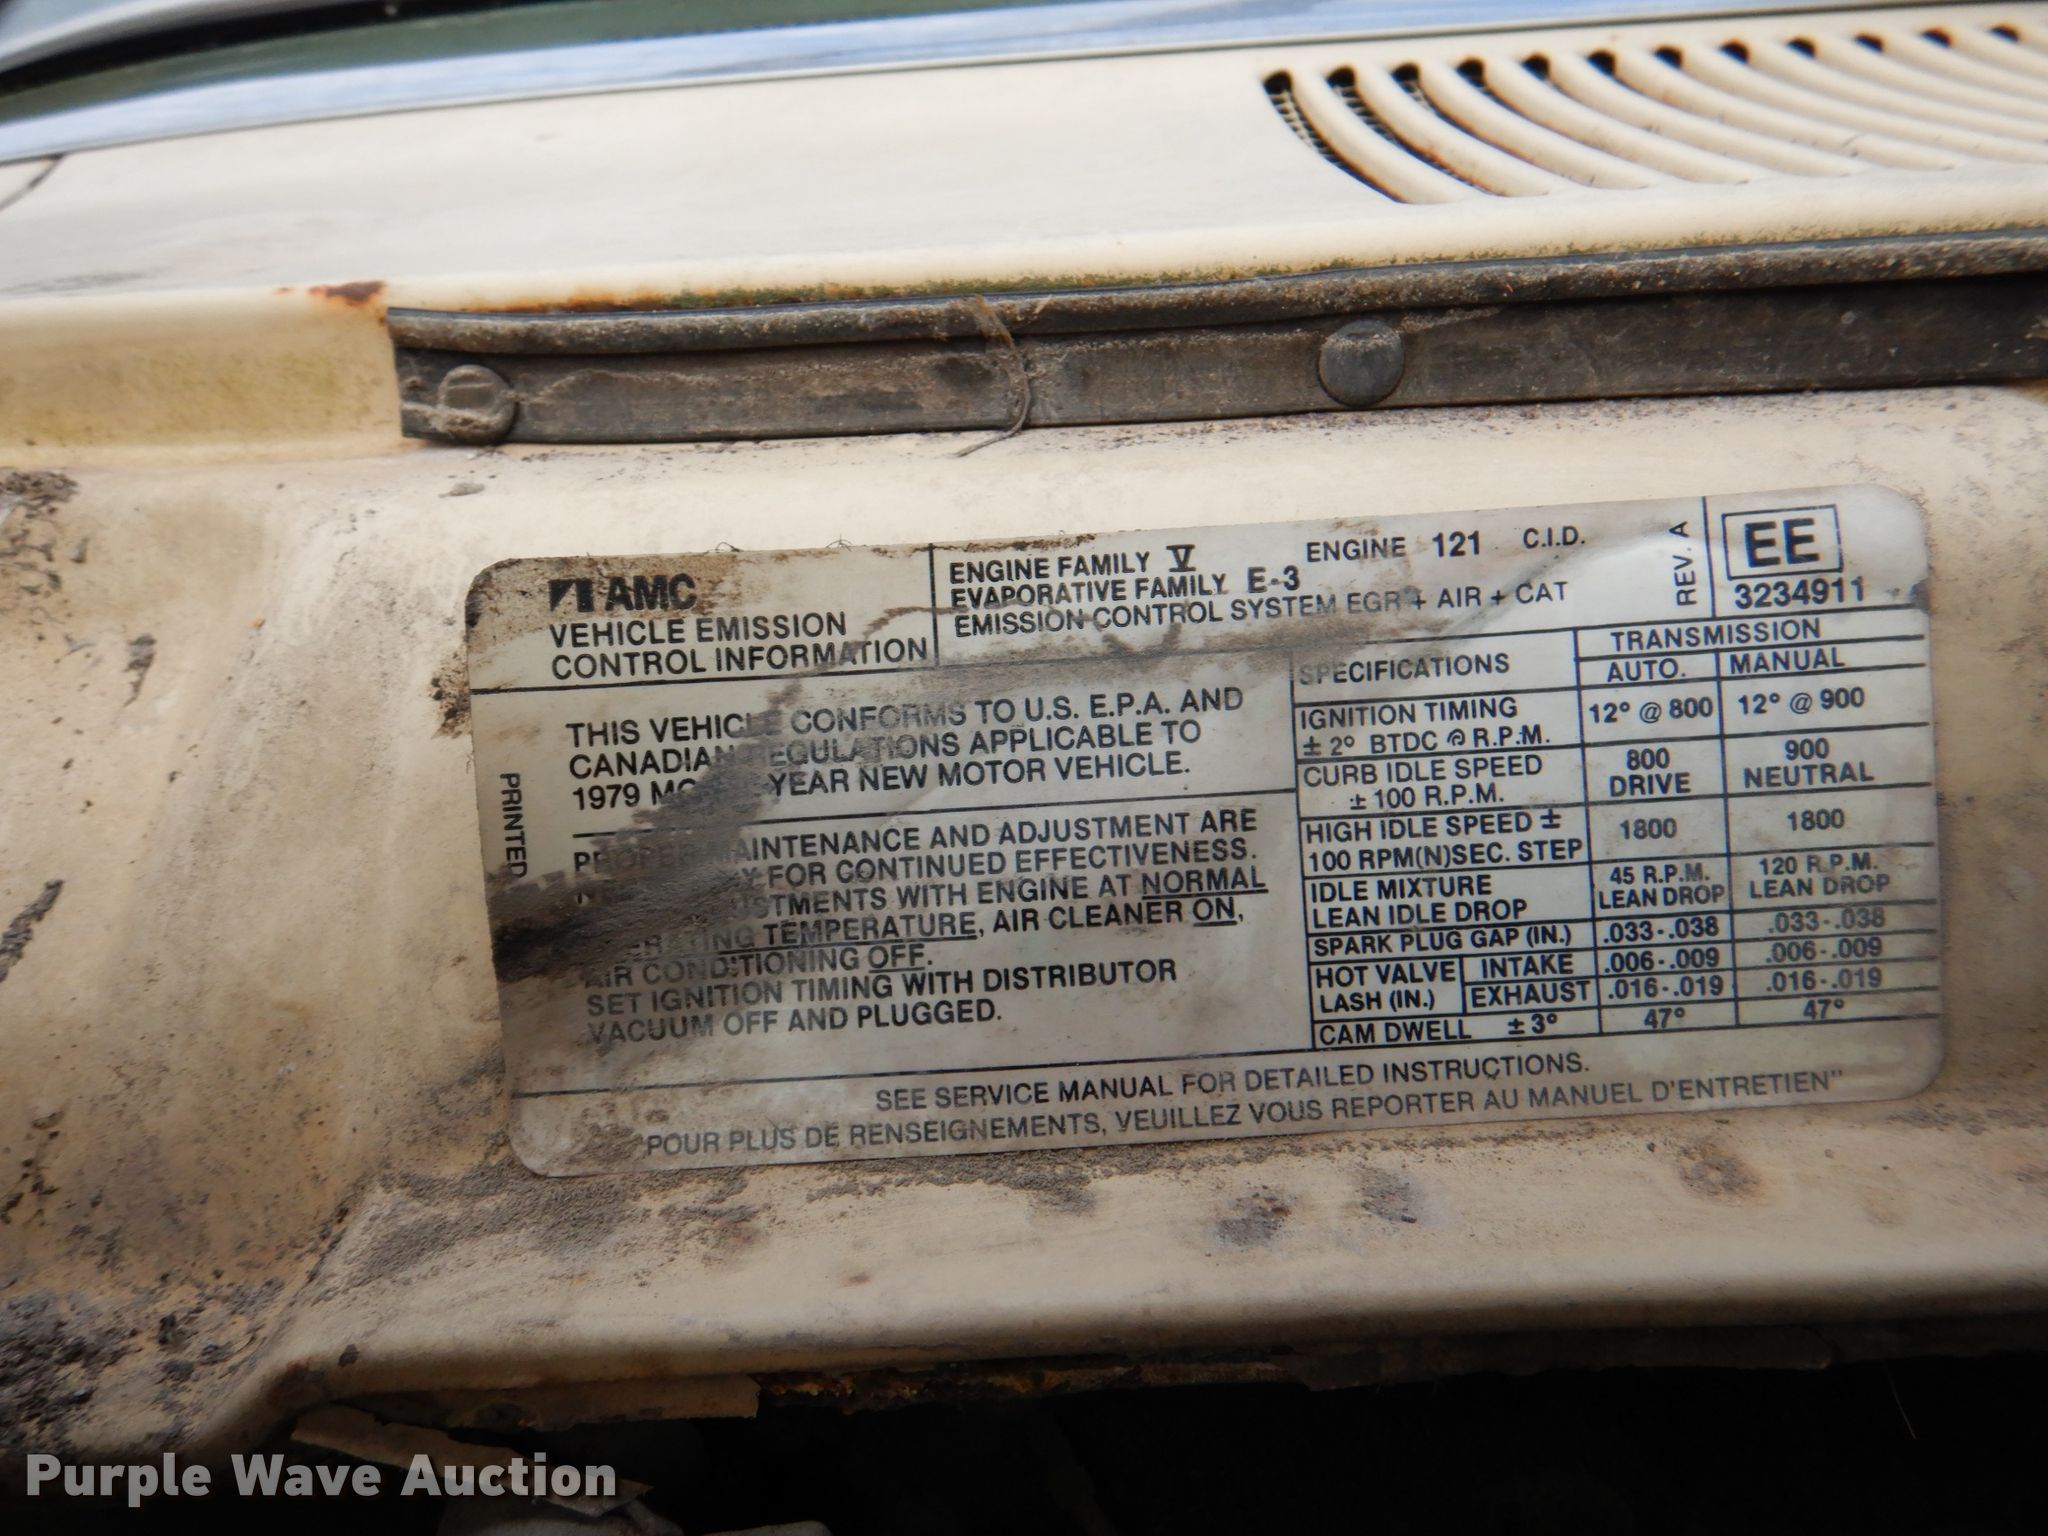 AMC
VEHICLE EMISSION
CONTROL INFORMATION
ENGINE FAMILY V
EVAPORATIVE FAMILY E-3
ENGINE 121 C.I.D.
EMISSION CONTROL SYSTEM EGR + AIR + CAT
REV. A
EE
3234911
PRINTED
THIS VEHICLE CONFORMS TO U.S. E.P.A. AND
CANADIAN REGULATIONS APPLICABLE TO
1979 YEAR NEW MOTOR VEHICLE.
PROPER MAINTENANCE AND ADJUSTMENT ARE
FOR CONTINUED EFFECTIVENESS.
WITH ENGINE AT NORMAL
OPERATING TEMPERATURE, AIR CLEANER ON,
AIR CONDITIONING OFF.
SET IGNITION TIMING WITH DISTRIBUTOR
VACUUM OFF AND PLUGGED.
SPECIFICATIONS TRANSMISSION
AUTO. MANUAL
IGNITION TIMING
± 2° BTDC @ R.P.M. 12° @ 800 12° @ 900
CURB IDLE SPEED 800 900
± 100 R.P.M. DRIVE NEUTRAL
HIGH IDLE SPEED ± 1800 1800
100 RPM(N)SEC. STEP
IDLE MIXTURE 45 R.P.M. 120 R.P.M.
LEAN IDLE DROP LEAN DROP LEAN DROP
SPARK PLUG GAP (IN.) .033-.038 .033-.038
HOT VALVE INTAKE .006-.009 .006-.009
LASH (IN.) EXHAUST .016-.019 .016-.019
CAM DWELL ± 3° 47° 47°
SEE SERVICE MANUAL FOR DETAILED INSTRUCTIONS.
POUR PLUS DE RENSEIGNEMENTS, VEUILLEZ VOUS REPORTER AU MANUEL D'ENTRETIEN"
Purple Wave Auction